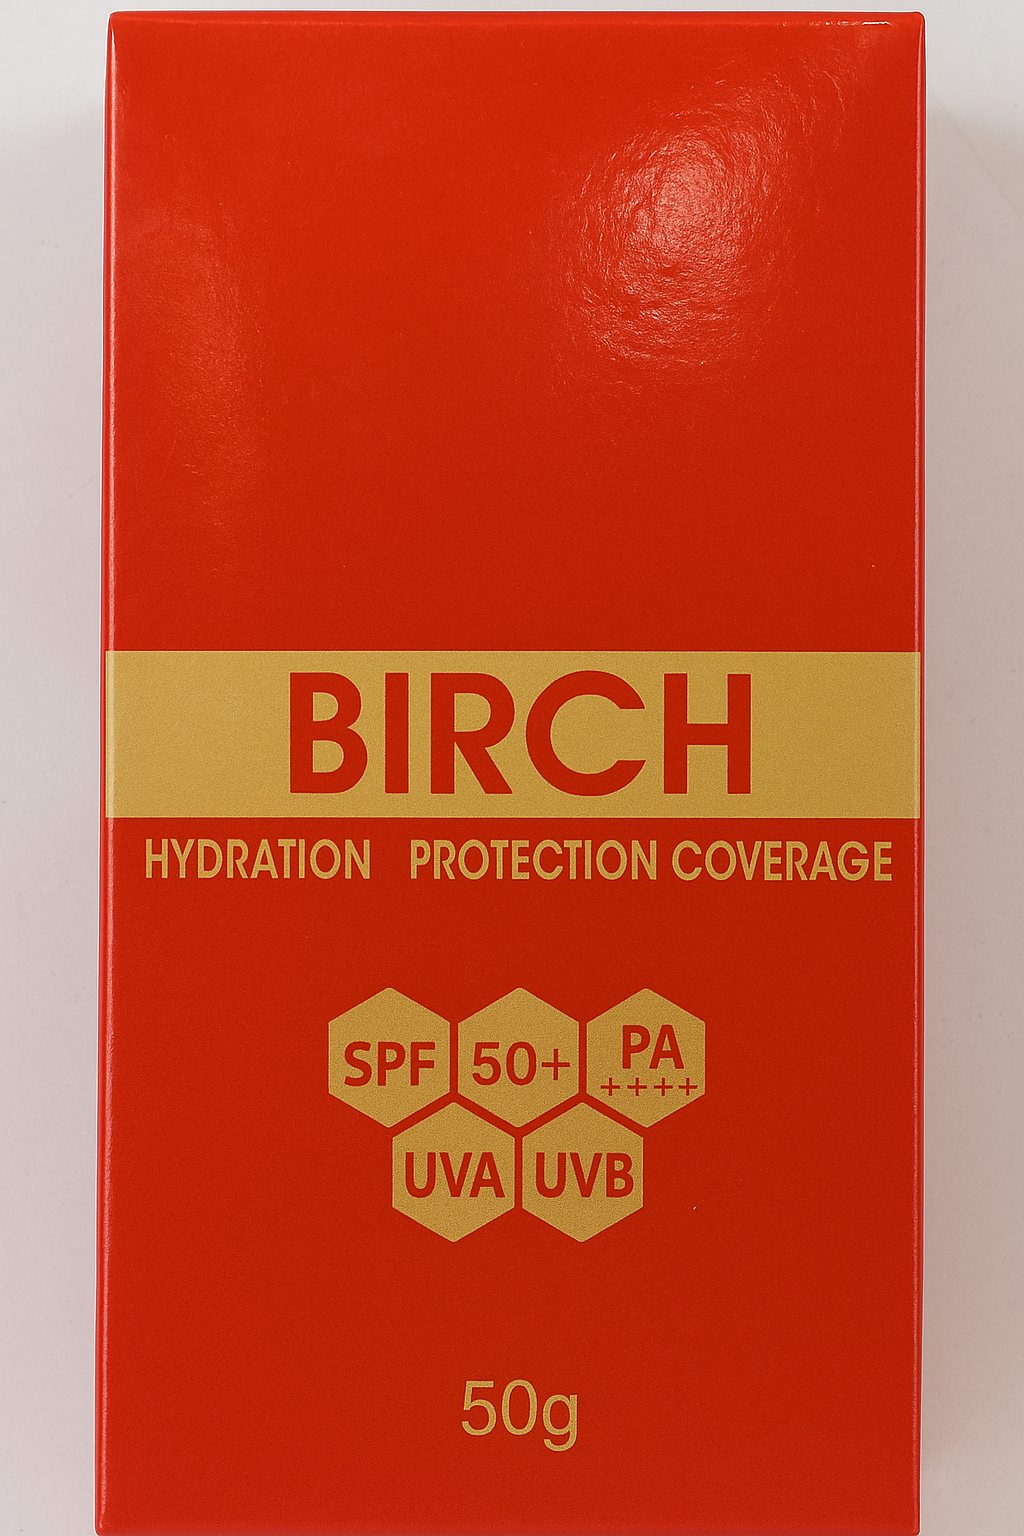 BIRCH
HYDRATION PROTECTION COVERAGE
SPF 50+ PA
++++
UVA UVB
50g